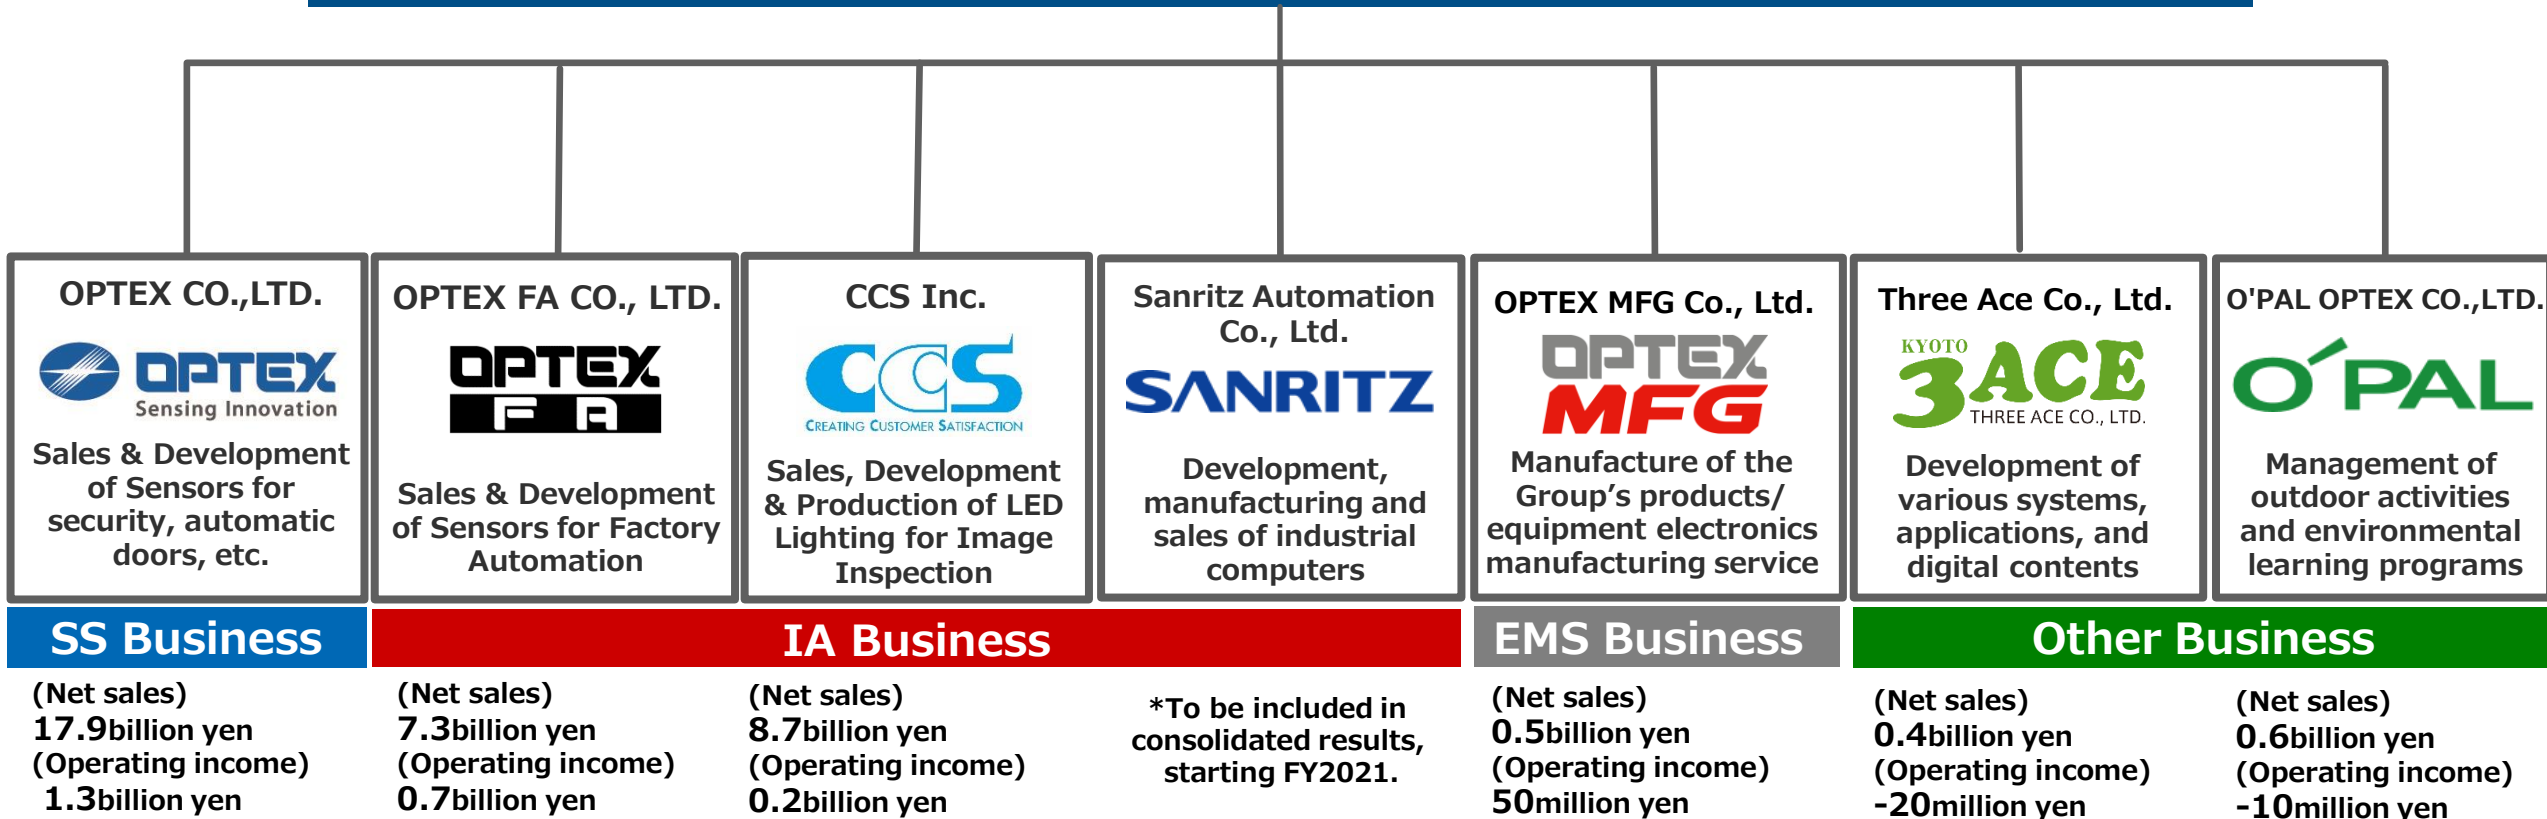 OPTEX CO.,LTD.
OPTEX
Sensing Innovation
Sales & Development
of Sensors for
security, automatic
doors, etc.
OPTEX FA CO., LTD.
OPTEX
FA
Sales & Development
of Sensors for Factory
Automation
CCS Inc.
CCS
CREATING CUSTOMER SATISFACTION
Sales, Development
& Production of LED
Lighting for Image
Inspection
Sanritz Automation
Co., Ltd.
SANRITZ
Development,
manufacturing and
sales of industrial
computers
OPTEX MFG Co., Ltd.
OPTEX
MFG
Manufacture of the
Group’s products/
equipment electronics
manufacturing service
Three Ace Co., Ltd.
KYOTO
3ACE
THREE ACE CO., LTD.
Development of
various systems,
applications, and
digital contents
O'PAL OPTEX CO.,LTD.
O'PAL
Management of
outdoor activities
and environmental
learning programs
SS Business
IA Business
EMS Business
Other Business
(Net sales)
17.9billion yen
(Operating income)
1.3billion yen
(Net sales)
7.3billion yen
(Operating income)
0.7billion yen
(Net sales)
8.7billion yen
(Operating income)
0.2billion yen
*To be included in
consolidated results,
starting FY2021.
(Net sales)
0.5billion yen
(Operating income)
50million yen
(Net sales)
0.4billion yen
(Operating income)
-20million yen
(Net sales)
0.6billion yen
(Operating income)
-10million yen